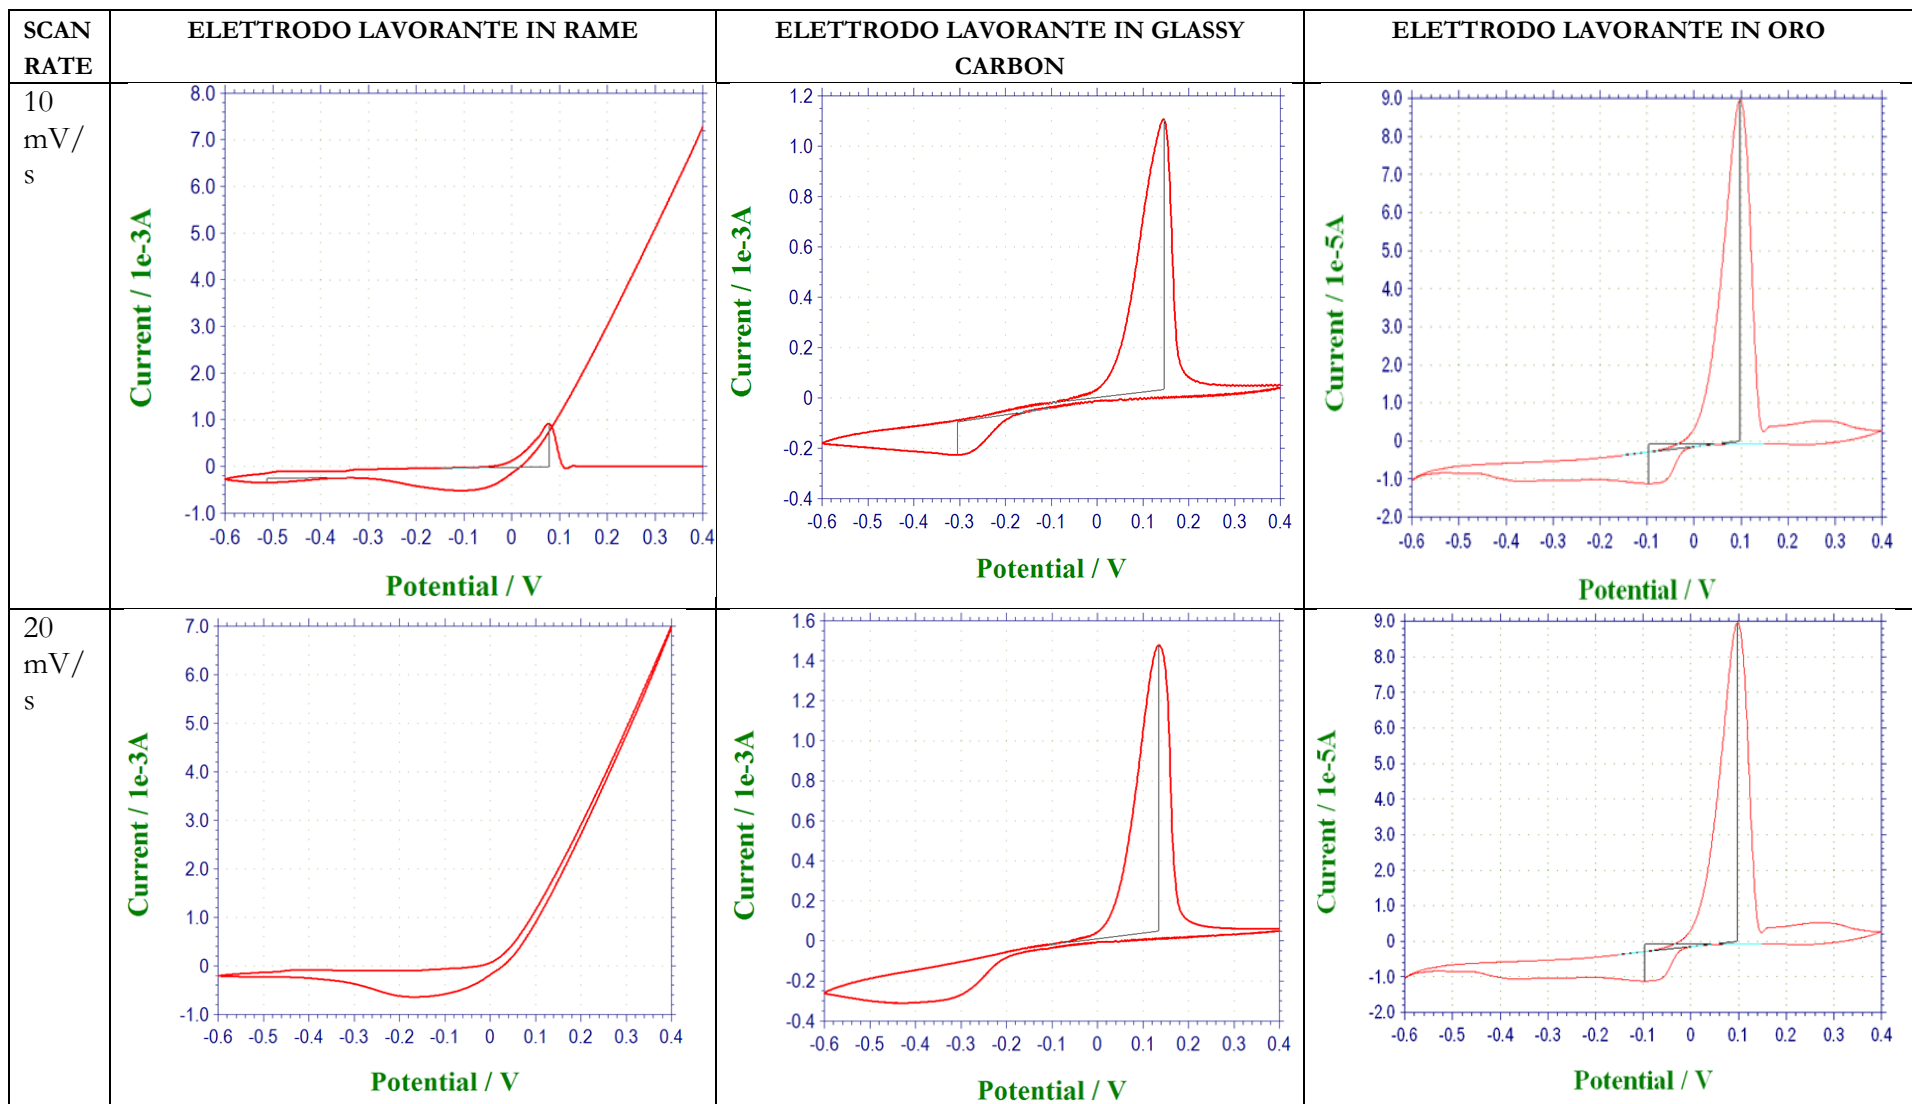 SCAN
RATE
ELETTRODO LAVORANTE IN RAME
ELETTRODO LAVORANTE IN GLASSY
CARBON
ELETTRODO LAVORANTE IN ORO
10
mV/
s
8.0
7.0
6.0
5.0
4.0
3.0
2.0
1.0
0
-1.0
-0.6 -0.5 -0.4 -0.3 -0.2 -0.1 0 0.1 0.2 0.3 0.4
Current / 1e-3A
Potential / V
1.2
1.0
0.8
0.6
0.4
0.2
0
-0.2
-0.4
-0.6 -0.5 -0.4 -0.3 -0.2 -0.1 0 0.1 0.2 0.3 0.4
Current / 1e-3A
Potential / V
9.0
8.0
7.0
6.0
5.0
4.0
3.0
2.0
1.0
0
-1.0
-2.0
-0.6 -0.5 -0.4 -0.3 -0.2 -0.1 0 0.1 0.2 0.3 0.4
Current / 1e-5A
Potential / V
20
mV/
s
7.0
6.0
5.0
4.0
3.0
2.0
1.0
0
-1.0
-0.6 -0.5 -0.4 -0.3 -0.2 -0.1 0 0.1 0.2 0.3 0.4
Current / 1e-3A
Potential / V
1.6
1.4
1.2
1.0
0.8
0.6
0.4
0.2
0
-0.2
-0.4
-0.6 -0.5 -0.4 -0.3 -0.2 -0.1 0 0.1 0.2 0.3 0.4
Current / 1e-3A
Potential / V
9.0
8.0
7.0
6.0
5.0
4.0
3.0
2.0
1.0
0
-1.0
-2.0
-0.6 -0.5 -0.4 -0.3 -0.2 -0.1 0 0.1 0.2 0.3 0.4
Current / 1e-5A
Potential / V